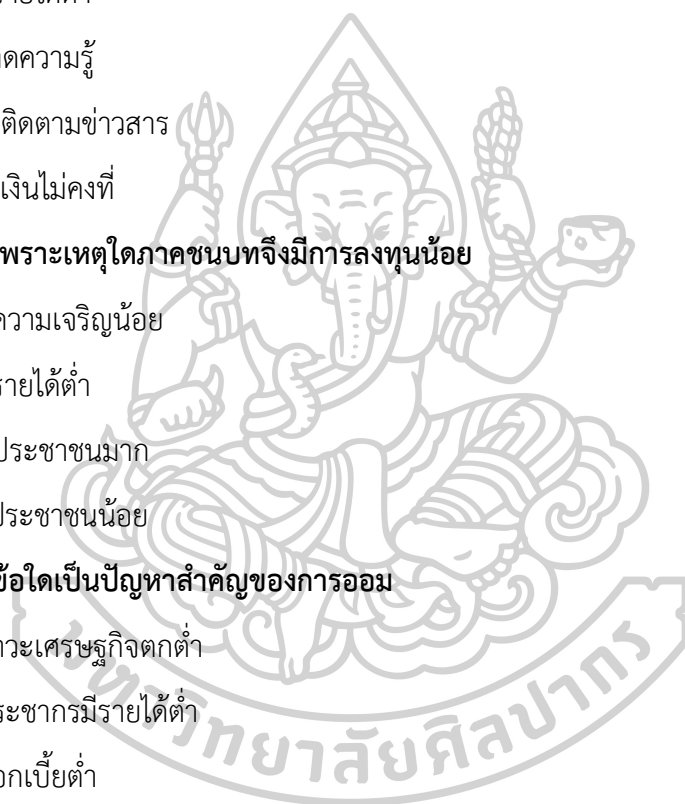 ดความรู้
ติดตามข่าวสาร
เงินไม่คงที่
พราะเหตุใดภาคชนบทจึงมีการลงทุนน้อย
ความเจริญน้อย
รายได้ต่ำ
ประชาชนมาก
ประชาชนน้อย
ข้อใดเป็นปัญหาสำคัญของการออม
าวะเศรษฐกิจตกต่ำ
ระชากรมีรายได้ต่ำ
อกเบี้ยต่ำ
มหาวิทยาลัยศิลปากร